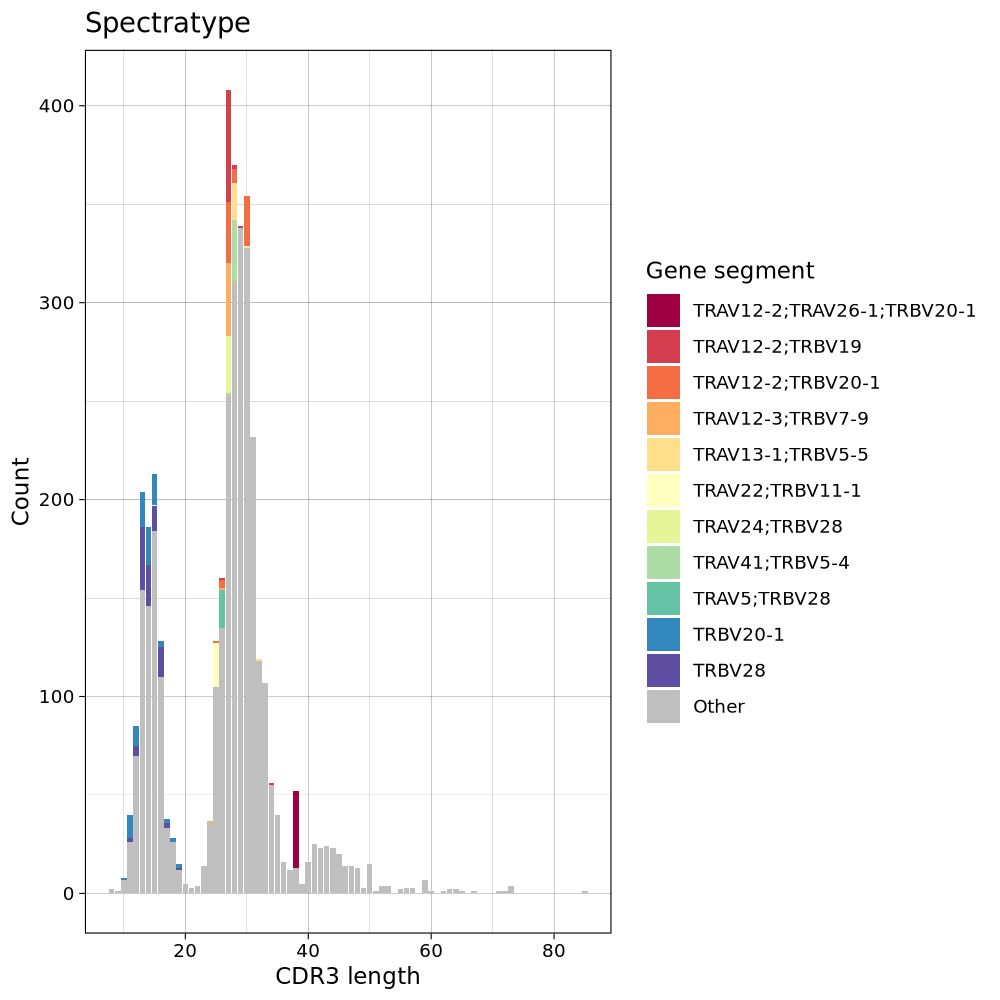 Spectratype
400
300
200
100
0
Count
20
40
60
80
CDR3 length
Gene segment
TRAV12-2;TRAV26-1;TRBV20-1
TRAV12-2;TRBV19
TRAV12-2;TRBV20-1
TRAV12-3;TRBV7-9
TRAV13-1;TRBV5-5
TRAV22;TRBV11-1
TRAV24;TRBV28
TRAV41;TRBV5-4
TRAV5;TRBV28
TRBV20-1
TRBV28
Other